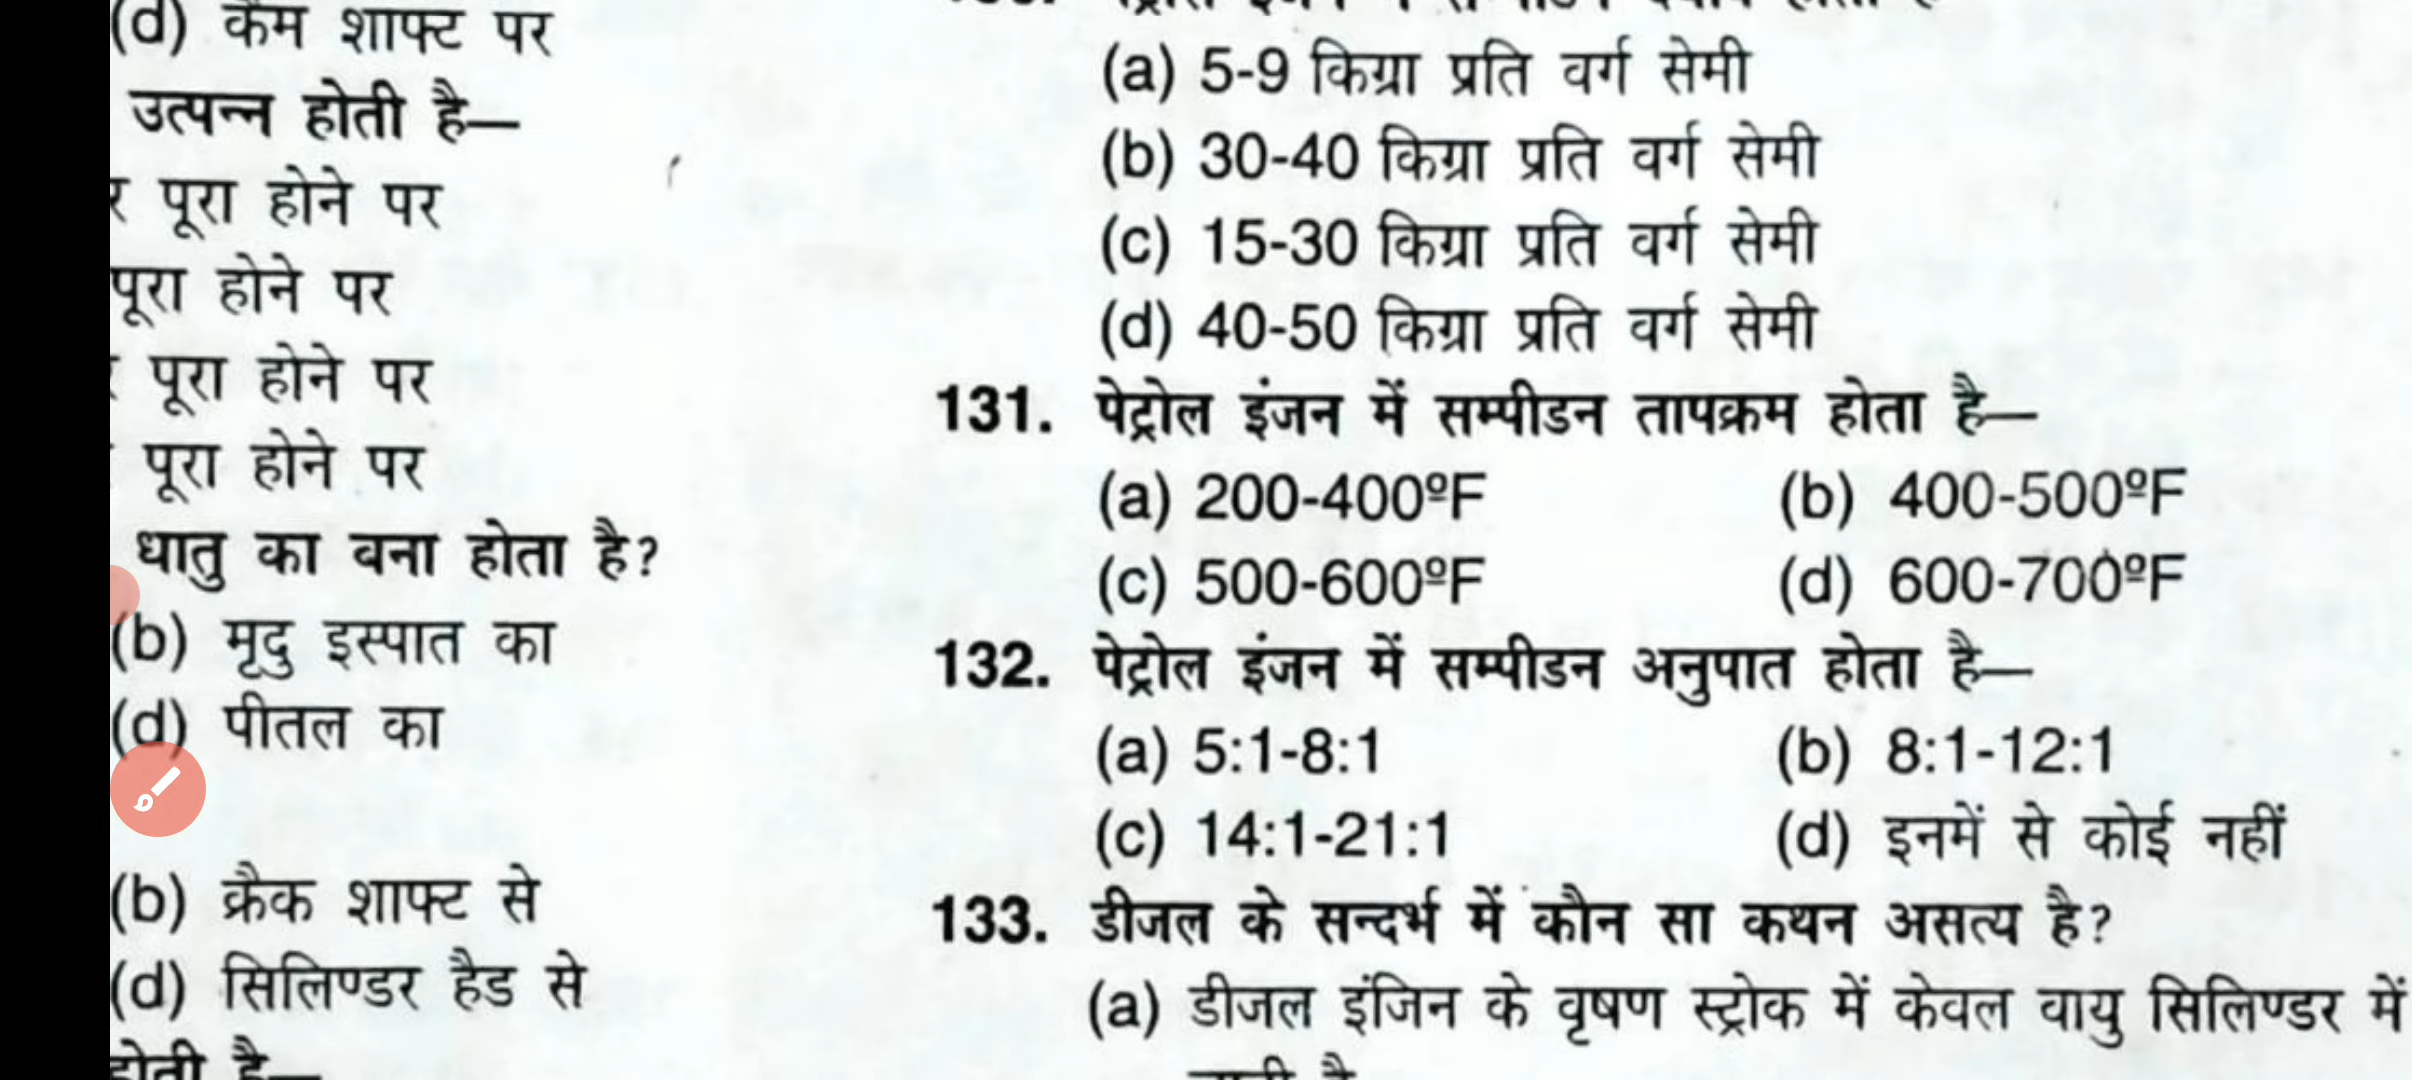 (d) कैम शाफ्ट पर
उत्पन्न होती है—
पूरा होने पर
पूरा होने पर
पूरा होने पर
पूरा होने पर
धातु का बना होता है?
(b) मृदु इस्पात का
(d) पीतल का
(b) क्रैक शाफ्ट से
(d) सिलिण्डर हैड से
होती है—
(a) 5-9 किग्रा प्रति वर्ग सेमी
(b) 30-40 किग्रा प्रति वर्ग सेमी
(c) 15-30 किग्रा प्रति वर्ग सेमी
(d) 40-50 किग्रा प्रति वर्ग सेमी
131. पेट्रोल इंजन में सम्पीडन तापक्रम होता है—
(a) 200-400ºF (b) 400-500ºF
(c) 500-600ºF (d) 600-700ºF
132. पेट्रोल इंजन में सम्पीडन अनुपात होता है—
(a) 5:1-8:1 (b) 8:1-12:1
(c) 14:1-21:1 (d) इनमें से कोई नहीं
133. डीजल के सन्दर्भ में कौन सा कथन असत्य है?
(a) डीजल इंजिन के वृषण स्ट्रोक में केवल वायु सिलिण्डर में